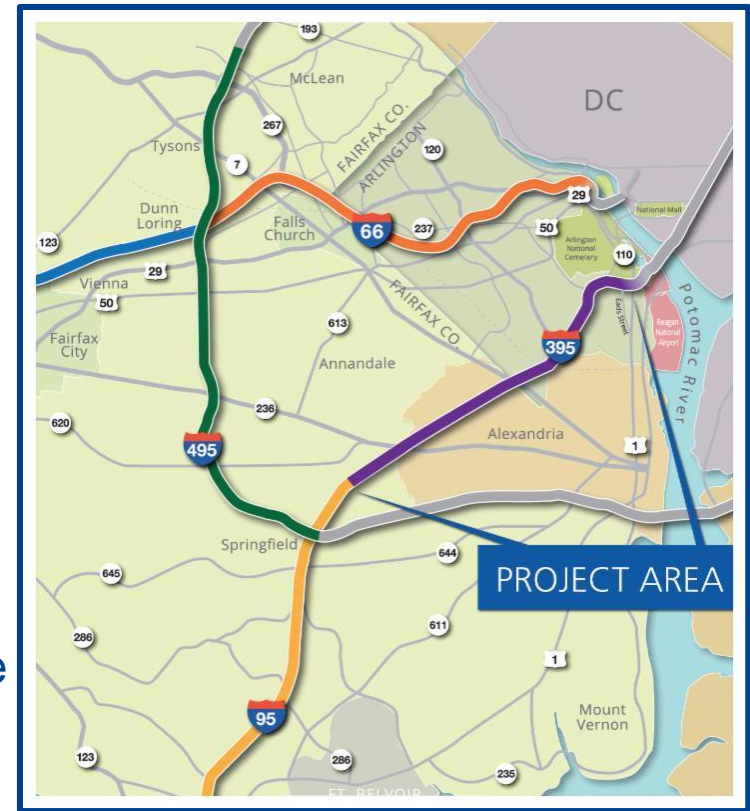 193
McLean
DC
267
FAIRFAX CO.
ARLINGTON
120
Tysons
7
29
Dunn
Loring
Falls
Church
66
237
50
National Mall
Arlington
National
Cemetery
110
123
29
Vienna
50
FAIRFAX CO.
Eads Street
Potomac River
Reagan
National
Airport
Fairfax
City
613
395
Annandale
620
236
Alexandria
495
1
Springfield
644
PROJECT AREA
645
286
611
1
e
95
Mount
Vernon
123
286
235
FT. BELVOIR